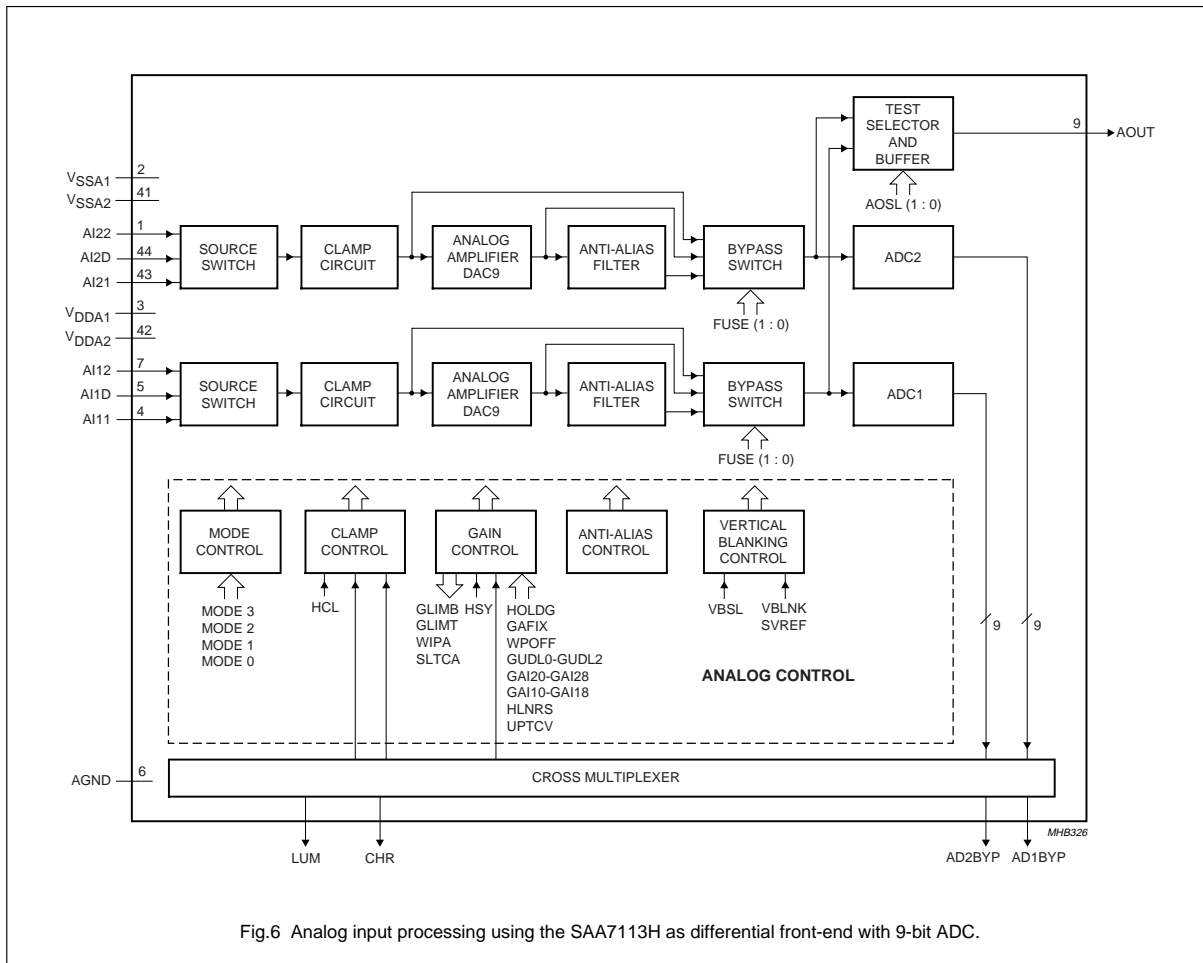 TEST
SELECTOR
AND
BUFFER
9
AOUT
AOSL (1 : 0)
VSSA1
2
VSSA2
41
AI22
1
AI2D
44
AI21
43
SOURCE
SWITCH
CLAMP
CIRCUIT
ANALOG
AMPLIFIER
DAC9
ANTI-ALIAS
FILTER
BYPASS
SWITCH
ADC2
FUSE (1 : 0)
VDDA1
3
VDDA2
42
AI12
7
AI1D
5
AI11
4
SOURCE
SWITCH
CLAMP
CIRCUIT
ANALOG
AMPLIFIER
DAC9
ANTI-ALIAS
FILTER
BYPASS
SWITCH
ADC1
FUSE (1 : 0)
MODE
CONTROL
CLAMP
CONTROL
GAIN
CONTROL
ANTI-ALIAS
CONTROL
VERTICAL
BLANKING
CONTROL
MODE 3
MODE 2
MODE 1
MODE 0
HCL
GLIMB
GLIMT
WIPA
SLTCA
HSY
HOLDG
GAFIX
WPOFF
GUDL0-GUDL2
GAI20-GAI28
GAI10-GAI18
HLNRS
UPTCV
VBSL
VBLNK
SVREF
9
9
ANALOG CONTROL
AGND
6
CROSS MULTIPLEXER
MHB326
LUM
CHR
AD2BYP
AD1BYP
Fig.6 Analog input processing using the SAA7113H as differential front-end with 9-bit ADC.